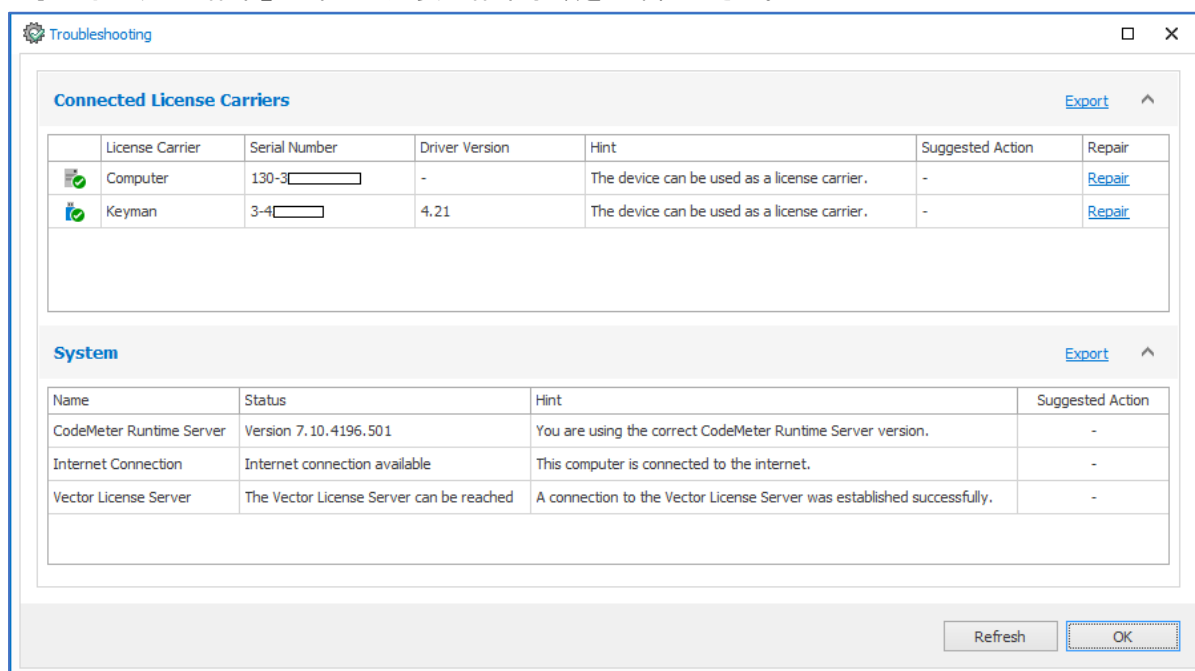 Troubleshooting
Connected License Carriers Export
License Carrier Serial Number Driver Version Hint Suggested Action Repair
Computer 130-3 - The device can be used as a license carrier. - Repair
Keyman 3-4 4.21 The device can be used as a license carrier. - Repair
System Export
Name Status Hint Suggested Action
CodeMeter Runtime Server Version 7.10.4196.501 You are using the correct CodeMeter Runtime Server version. -
Internet Connection Internet connection available This computer is connected to the internet. -
Vector License Server The Vector License Server can be reached A connection to the Vector License Server was established successfully. -
Refresh OK